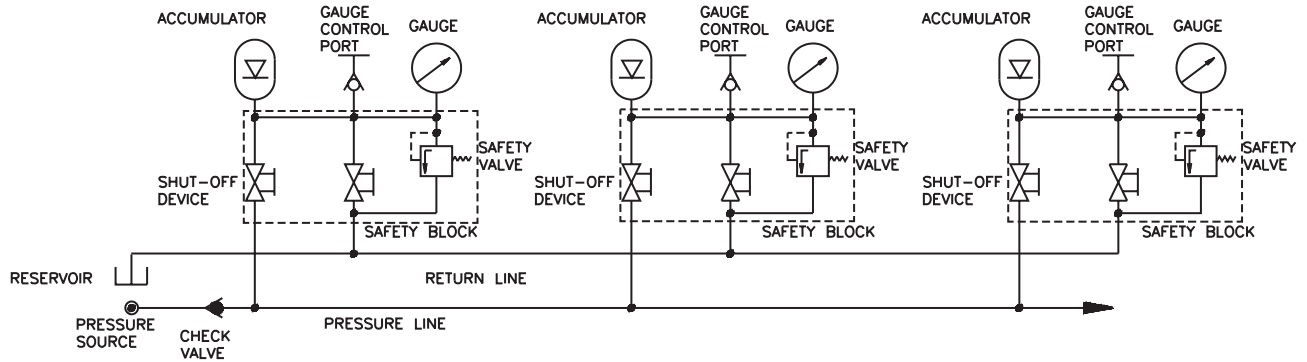 ACCUMULATOR
GAUGE
CONTROL
PORT
GAUGE
SHUT-OFF
DEVICE
SAFETY
VALVE
SAFETY BLOCK
ACCUMULATOR
GAUGE
CONTROL
PORT
GAUGE
SHUT-OFF
DEVICE
SAFETY
VALVE
SAFETY BLOCK
ACCUMULATOR
GAUGE
CONTROL
PORT
GAUGE
SHUT-OFF
DEVICE
SAFETY
VALVE
SAFETY BLOCK
RESERVOIR
RETURN LINE
PRESSURE
SOURCE
CHECK
VALVE
PRESSURE LINE